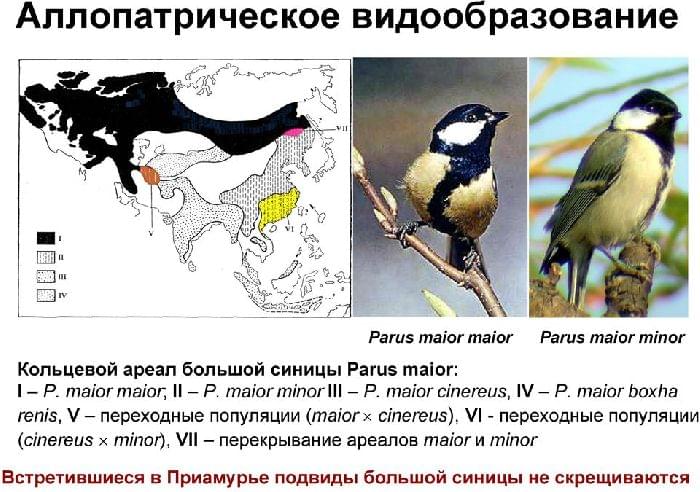 Аллопатрическое видообразование
VII
V
VI
I
II
III
IV
Parus maior maior
Parus maior minor
Кольцевой ареал большой синицы Parus maior:
I – P. maior maior, II – P. maior minor III – P. maior cinereus, IV – P. maior boxha
renis, V – переходные популяции (maior × cinereus), VI - переходные популяции
(cinereus × minor), VII – перекрывание ареалов maior и minor
Встретившиеся в Приамурье подвиды большой синицы не скрещиваются